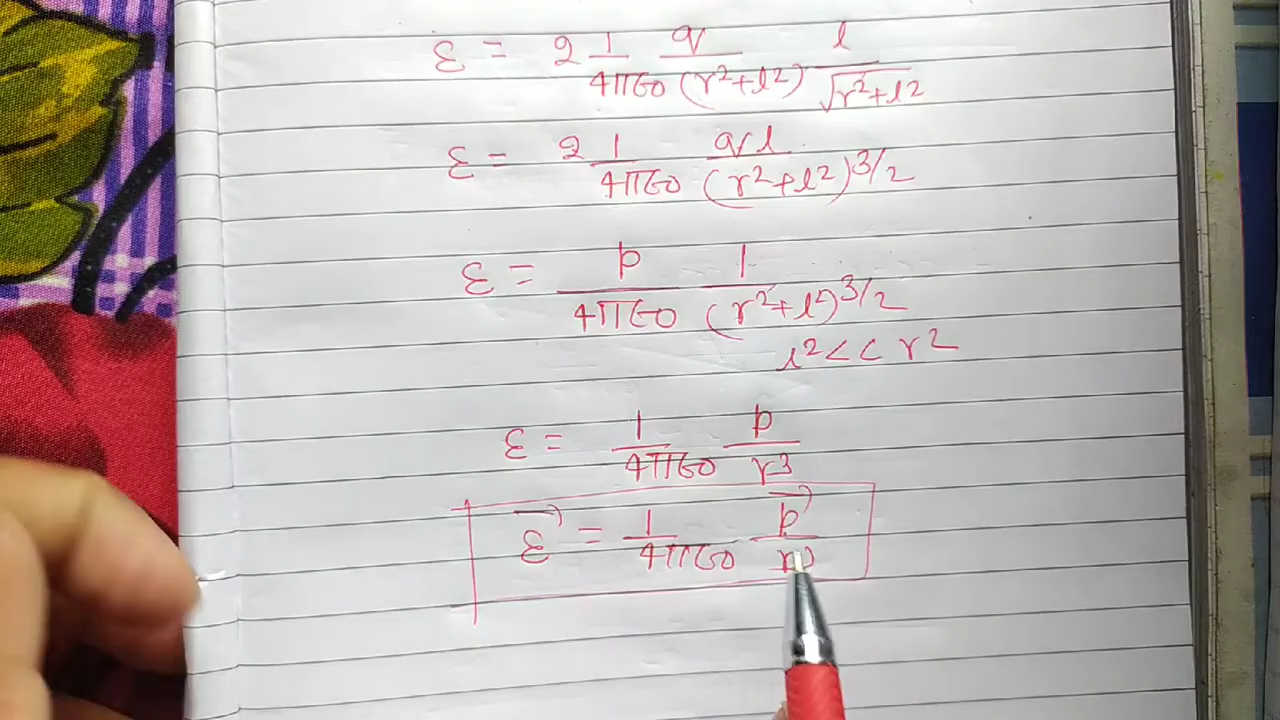 ε = 2 1/4πϵ0 q/(r²+l²) l/√r²+l²
ε = 2 1/4πϵ0 ql/(r²+l²)^3/2
ε = p/4πϵ0 1/(r²+l²)^3/2
l² << r²
ε = 1/4πϵ0 p/r³
ε⃗ = 1/4πϵ0 p⃗/r³